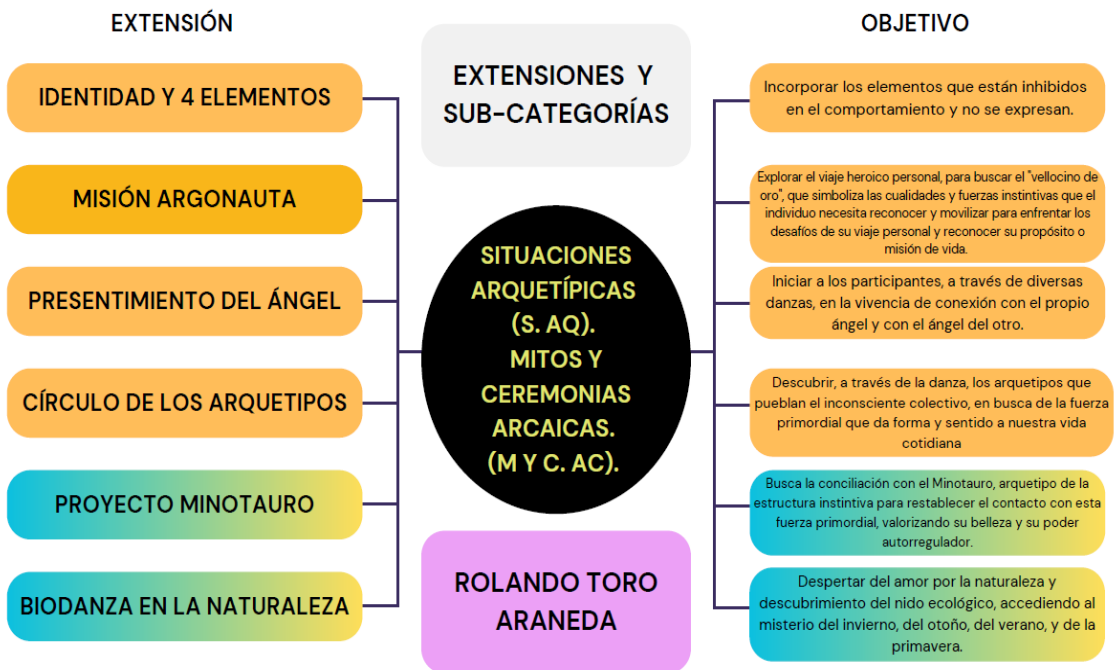 EXTENSIÓN
IDENTIDAD Y 4 ELEMENTOS
MISIÓN ARGONAUTA
PRESENTIMIENTO DEL ÁNGEL
CÍRCULO DE LOS ARQUETIPOS
PROYECTO MINOTAURO
BIODANZA EN LA NATURALEZA
EXTENSIONES Y
SUB-CATEGORÍAS
SITUACIONES
ARQUETÍPICAS
(S. AQ).
MITOS Y
CEREMONIAS
ARCAICAS.
(M Y C. AC).
ROLANDO TORO
ARANEDA
OBJETIVO
Incorporar los elementos que están inhibidos
en el comportamiento y no se expresan.
Explorar el viaje heroico personal, para buscar el "vellocino de
oro", que simboliza las cualidades y fuerzas instintivas que el
individuo necesita reconocer y movilizar para enfrentar los
desafíos de su viaje personal y reconocer su propósito o
misión de vida.
Iniciar a los participantes, a través de diversas
danzas, en la vivencia de conexión con el propio
ángel y con el ángel del otro.
Descubrir, a través de la danza, los arquetipos que
pueblan el inconsciente colectivo, en busca de la fuerza
primordial que da forma y sentido a nuestra vida
cotidiana
Busca la conciliación con el Minotauro, arquetipo de la
estructura instintiva para restablecer el contacto con esta
fuerza primordial, valorizando su belleza y su poder
autorregulador.
Despertar del amor por la naturaleza y
descubrimiento del nido ecológico, accediendo al
misterio del invierno, del otoño, del verano, y de la
primavera.